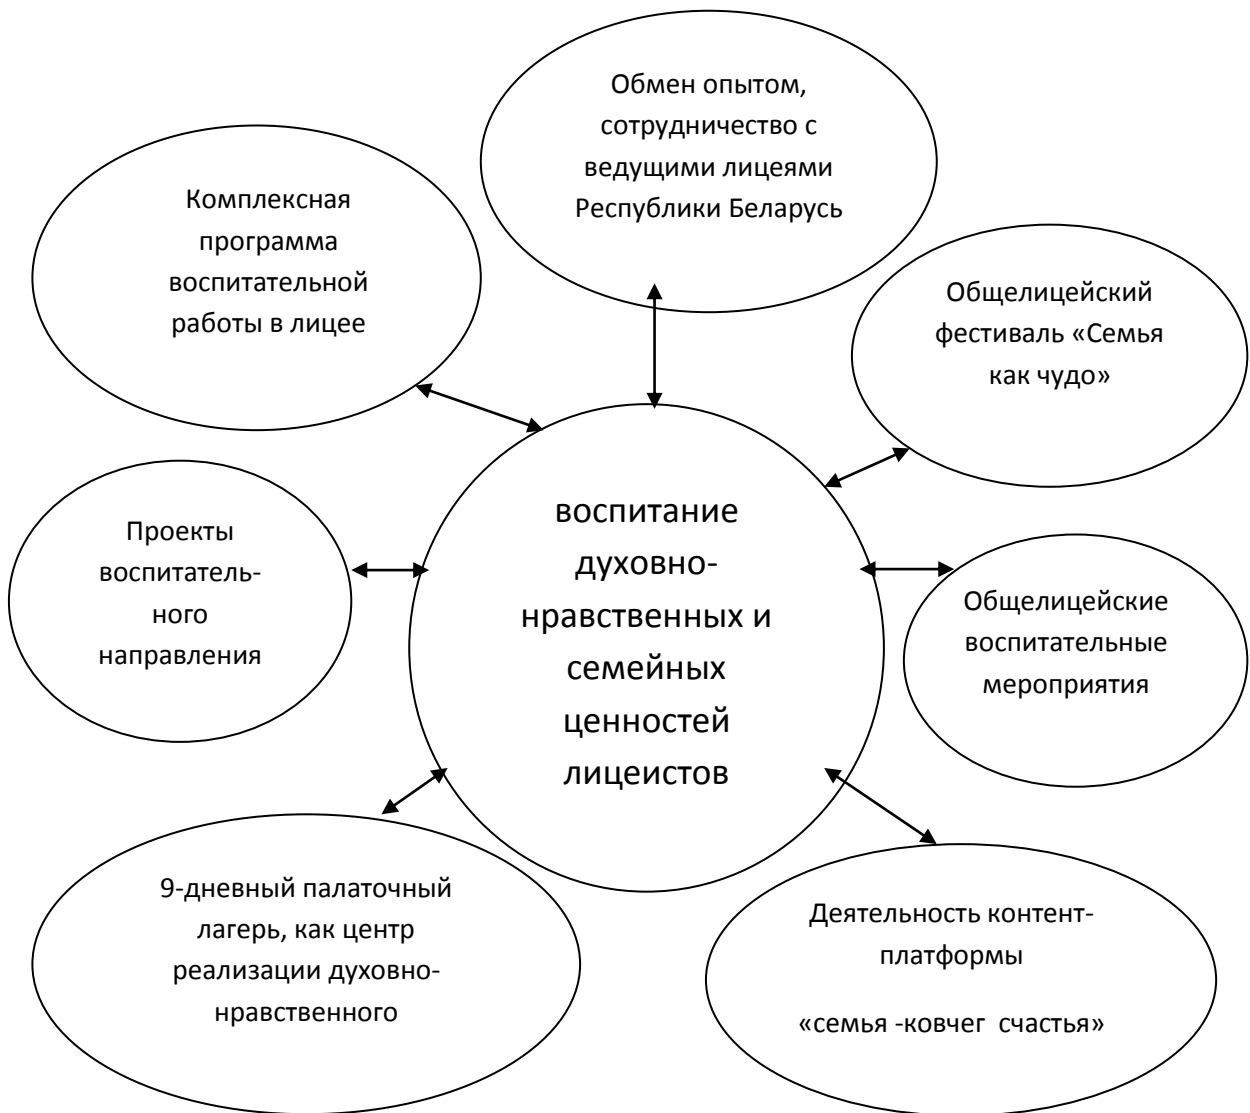 Обмен опытом,
сотрудничество с
ведущими лицеями
Республики Беларусь
Комплексная
программа
воспитательной
работы в лицее
Общелицейский
фестиваль «Семья
как чудо»
воспитание
духовно-
нравственных и
семейных
ценностей
лицеистов
Проекты
воспитатель-
ного
направления
Общелицейские
воспитательные
мероприятия
9-дневный палаточный
лагерь, как центр
реализации духовно-
нравственного
Деятельность контент-
платформы
«семья -ковчег  счастья»